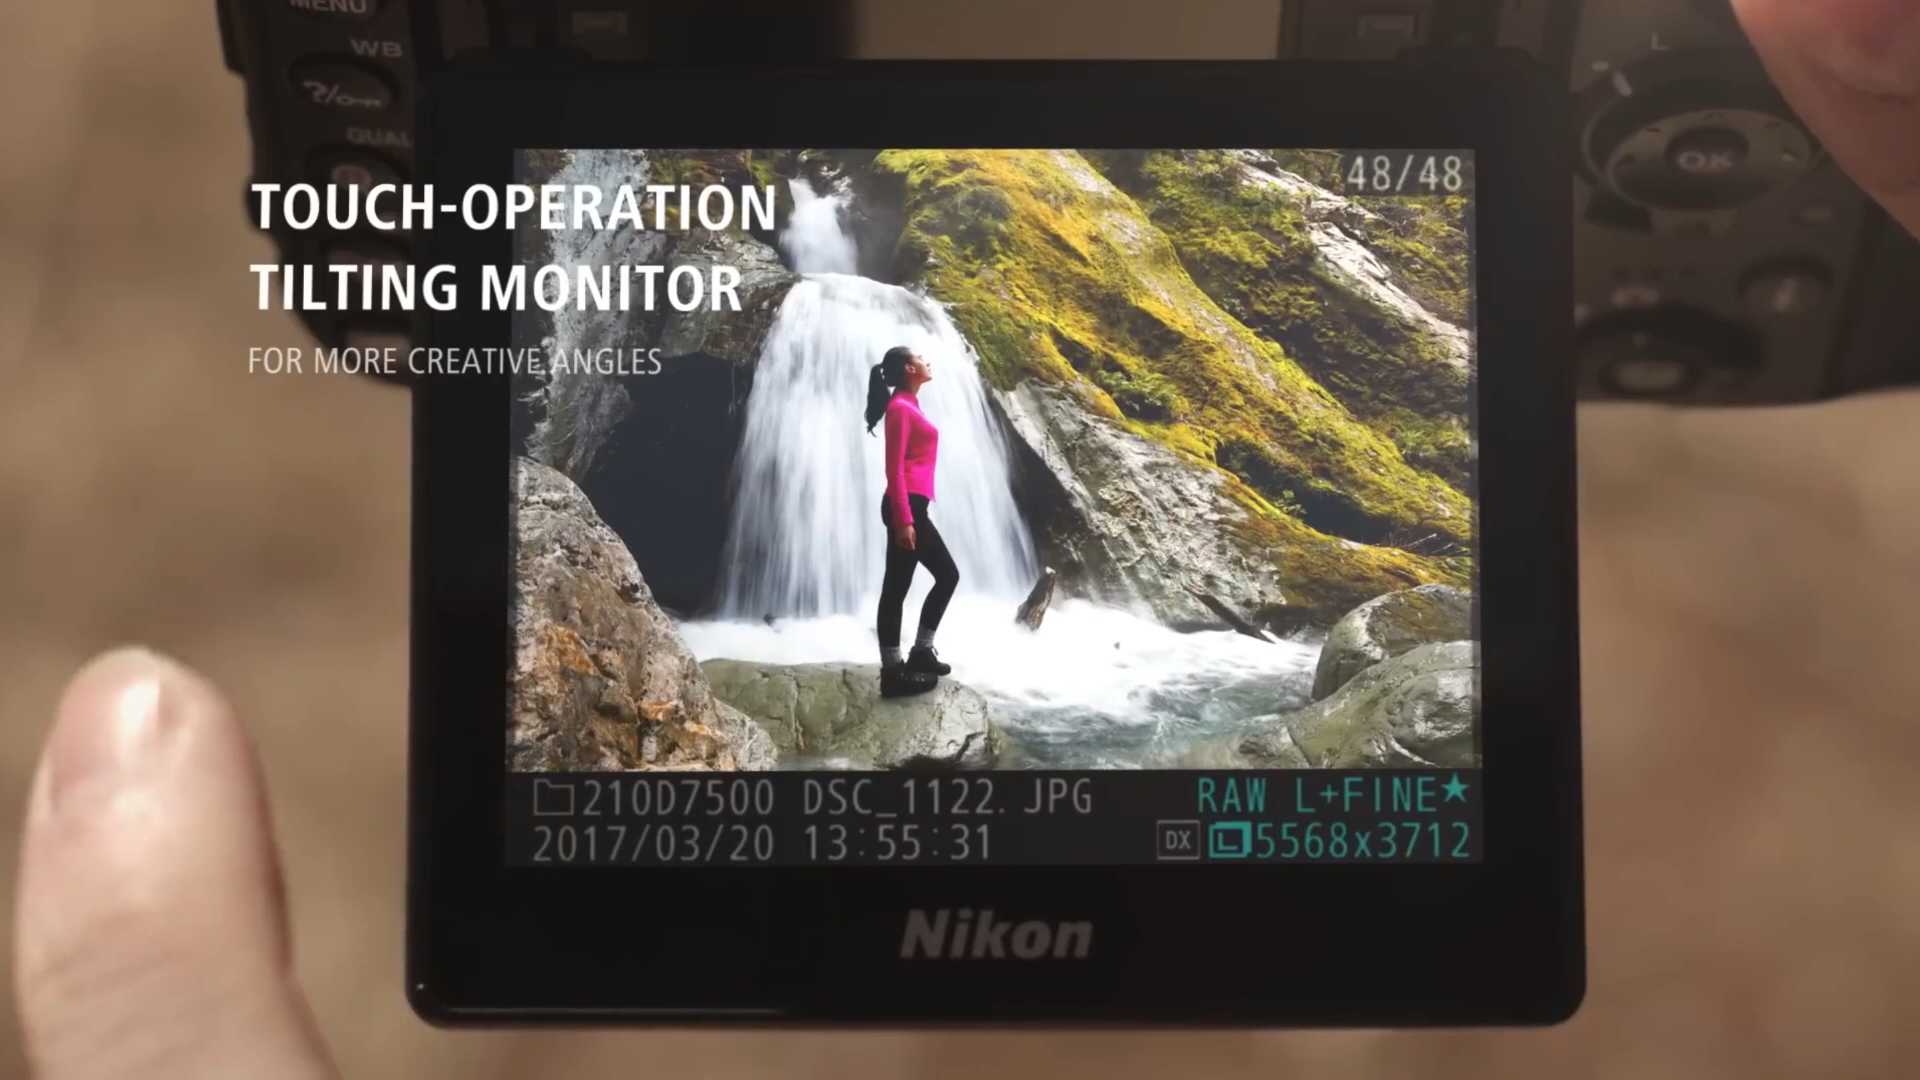 MENU
WB
?/
QUAL
L
OK
48/48
TOUCH-OPERATION
TILTING MONITOR
FOR MORE CREATIVE ANGLES
210D7500 DSC_1122. JPG
RAW L+FINE★
2017/03/20 13:55:31
DX L 5568x3712
Nikon